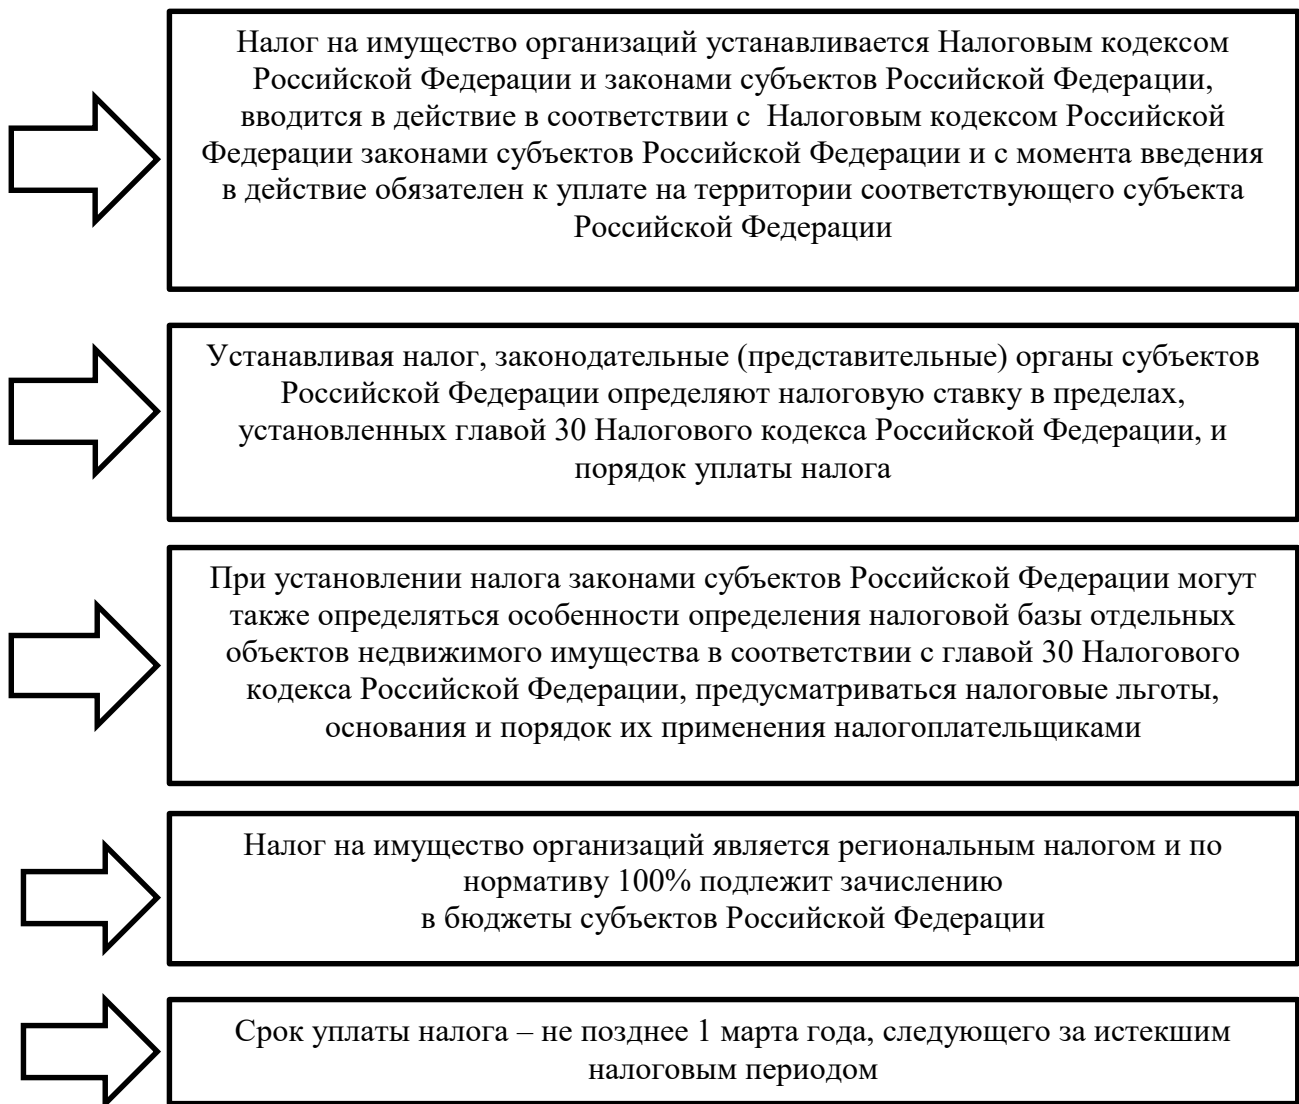 Налог на имущество организаций устанавливается Налоговым кодексом
Российской Федерации и законами субъектов Российской Федерации,
вводится в действие в соответствии с  Налоговым кодексом Российской
Федерации законами субъектов Российской Федерации и с момента введения
в действие обязателен к уплате на территории соответствующего субъекта
Российской Федерации
Устанавливая налог, законодательные (представительные) органы субъектов
Российской Федерации определяют налоговую ставку в пределах,
установленных главой 30 Налогового кодекса Российской Федерации, и
порядок уплаты налога
При установлении налога законами субъектов Российской Федерации могут
также определяться особенности определения налоговой базы отдельных
объектов недвижимого имущества в соответствии с главой 30 Налогового
кодекса Российской Федерации, предусматриваться налоговые льготы,
основания и порядок их применения налогоплательщиками
Налог на имущество организаций является региональным налогом и по
нормативу 100% подлежит зачислению
в бюджеты субъектов Российской Федерации
Срок уплаты налога – не позднее 1 марта года, следующего за истекшим
налоговым периодом